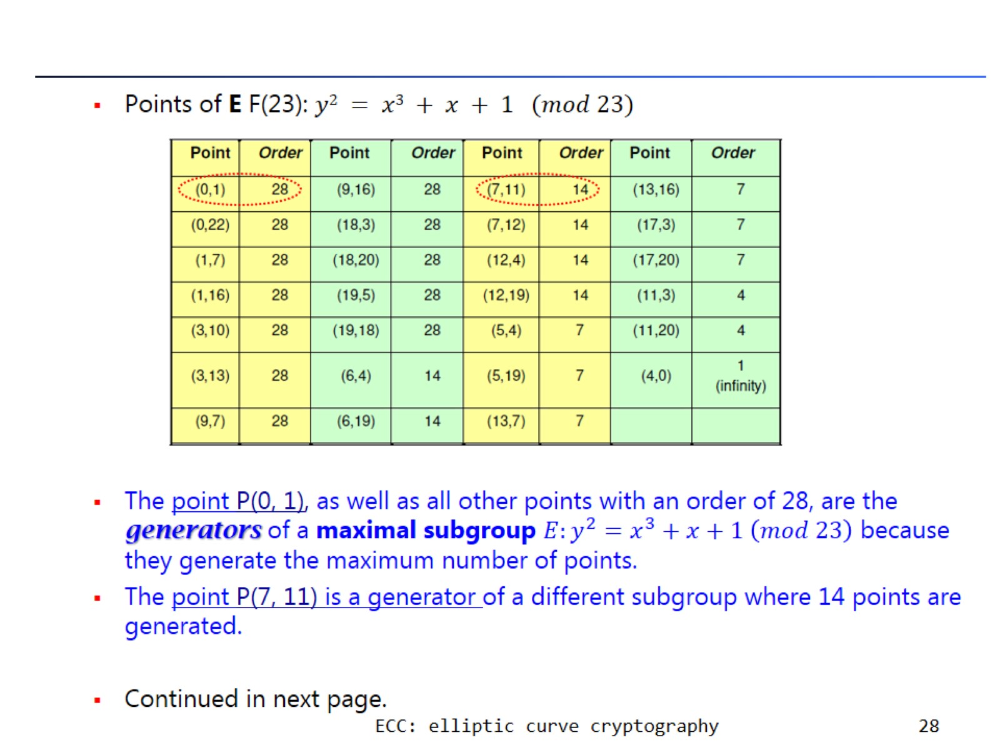 ▪ Points of E F(23): y² = x³ + x + 1 (mod 23)
Point Order Point Order Point Order Point Order
(0,1) 28 (9,16) 28 (7,11) 14 (13,16) 7
(0,22) 28 (18,3) 28 (7,12) 14 (17,3) 7
(1,7) 28 (18,20) 28 (12,4) 14 (17,20) 7
(1,16) 28 (19,5) 28 (12,19) 14 (11,3) 4
(3,10) 28 (19,18) 28 (5,4) 7 (11,20) 4
(3,13) 28 (6,4) 14 (5,19) 7 (4,0) 1
(infinity)
(9,7) 28 (6,19) 14 (13,7) 7
▪ The point P(0, 1), as well as all other points with an order of 28, are the
generators of a maximal subgroup E: y² = x³ + x + 1 (mod 23) because
they generate the maximum number of points.
▪ The point P(7, 11) is a generator of a different subgroup where 14 points are
generated.
▪ Continued in next page.
ECC: elliptic curve cryptography 28